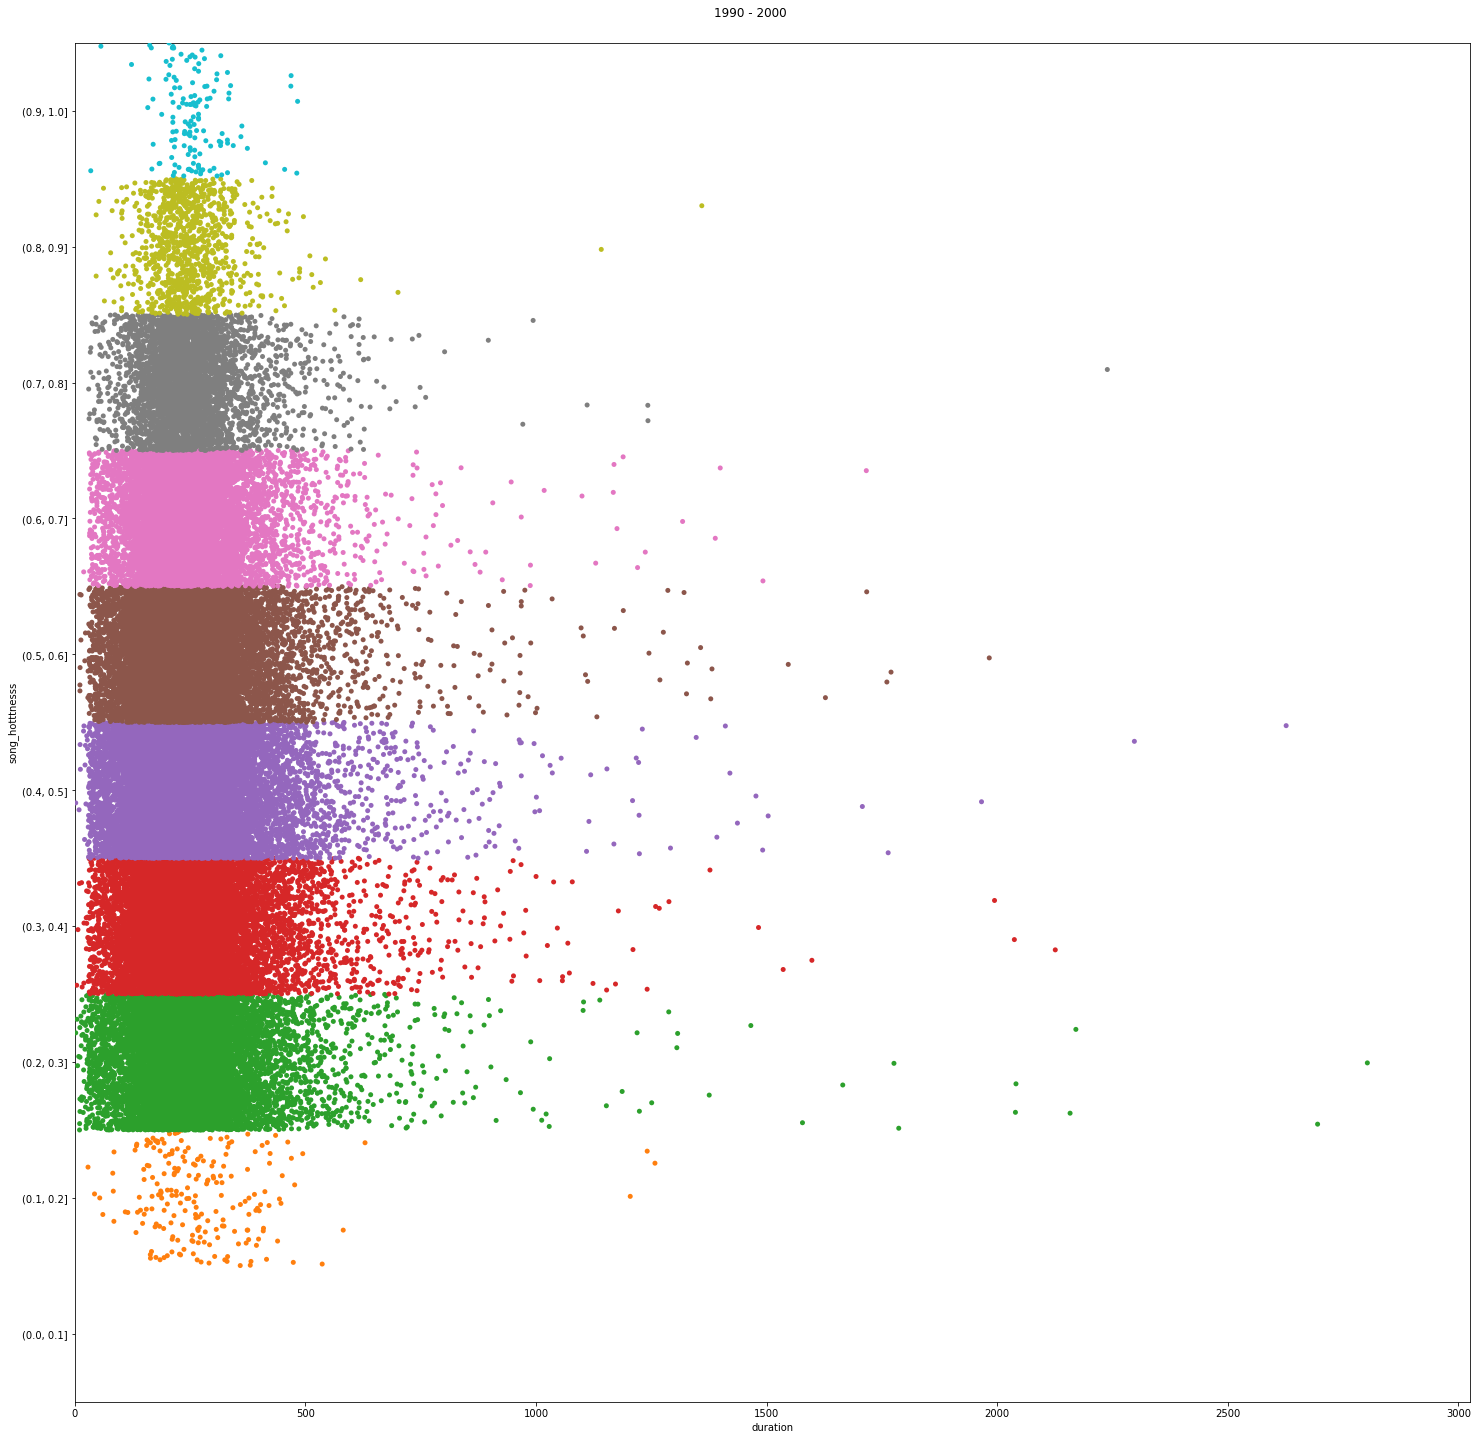 1990 - 2000
(0.9, 1.0]
(0.8, 0.9]
(0.7, 0.8]
(0.6, 0.7]
(0.5, 0.6]
song_hotttnesss
(0.4, 0.5]
(0.3, 0.4]
(0.2, 0.3]
(0.1, 0.2]
(0.0, 0.1]
0 500 1000 1500 2000 2500 3000
duration